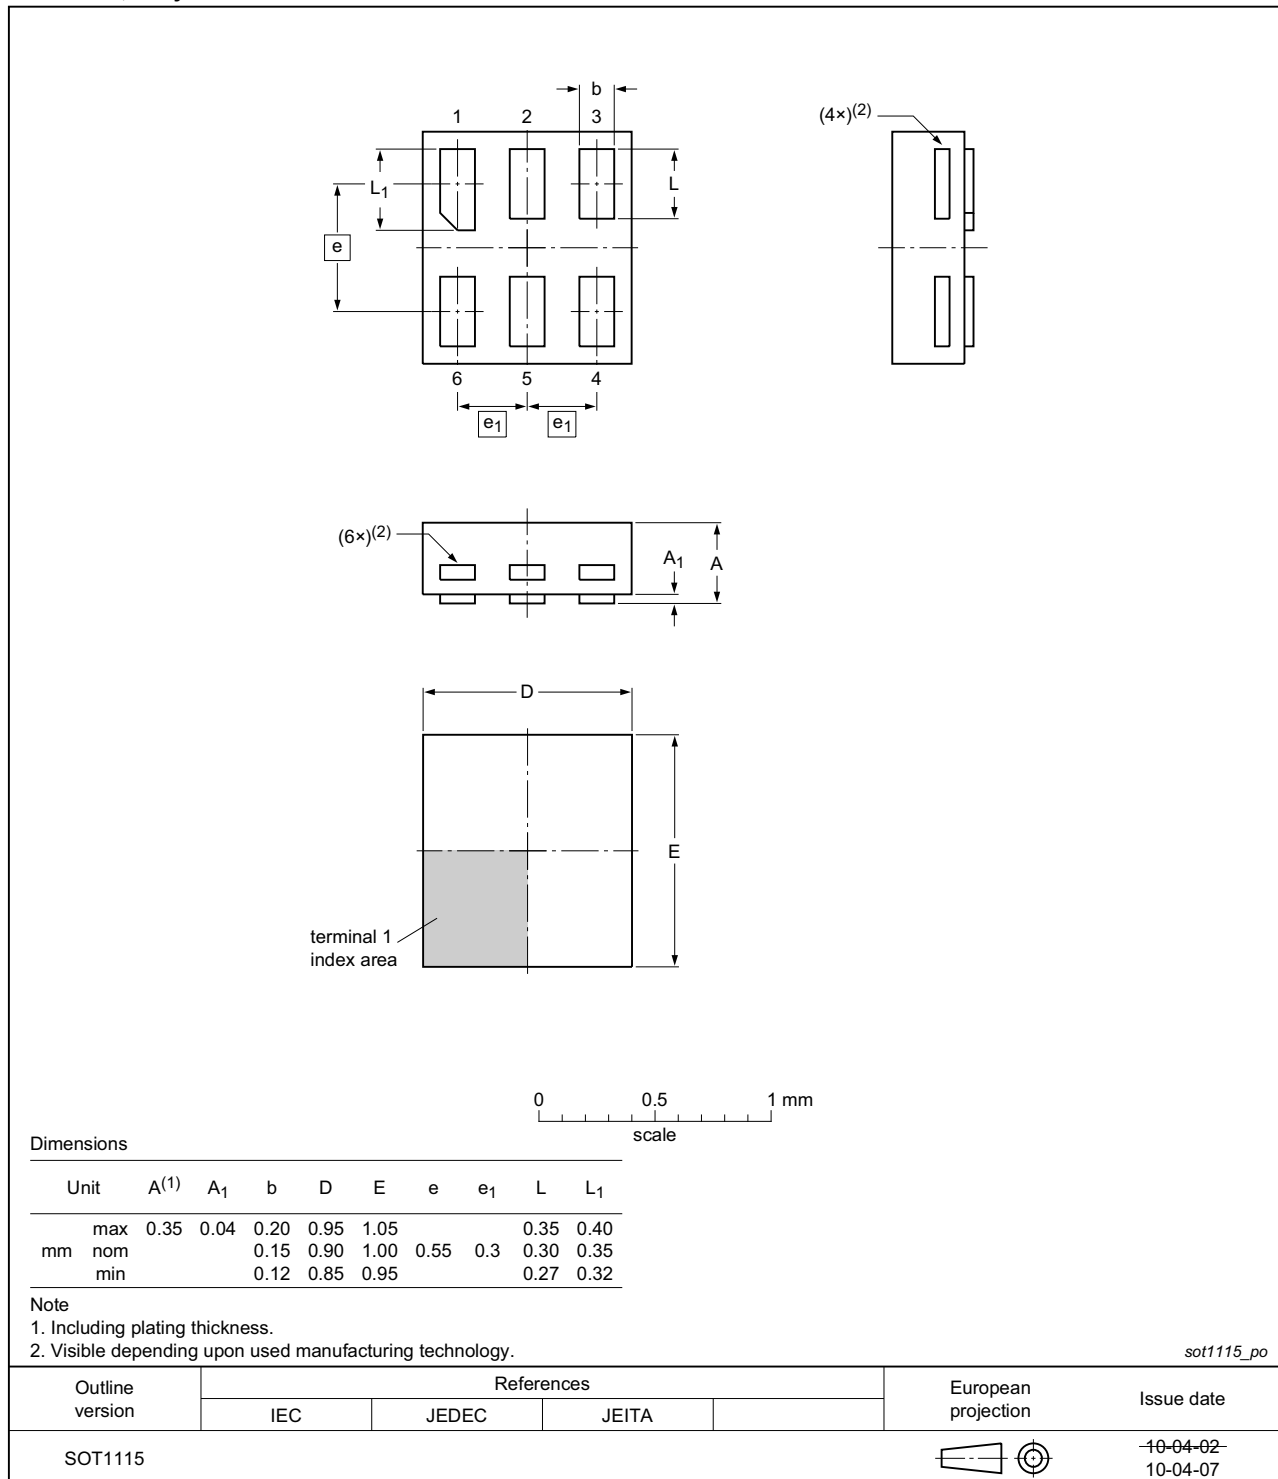 b
1 2 3
(4×)(2)
L1
L
e
6 5 4
e1 e1
(6×)(2)
A1 A
D
E
terminal 1
index area
0 0.5 1 mm
scale
Dimensions
Unit A(1) A1 b D E e e1 L L1
max 0.35 0.04 0.20 0.95 1.05 0.35 0.40
mm nom 0.15 0.90 1.00 0.55 0.3 0.30 0.35
min 0.12 0.85 0.95 0.27 0.32
Note
1. Including plating thickness.
2. Visible depending upon used manufacturing technology.
sot1115_po
Outline version
References
IEC JEDEC JEITA
European projection
Issue date
SOT1115
10-04-02
10-04-07